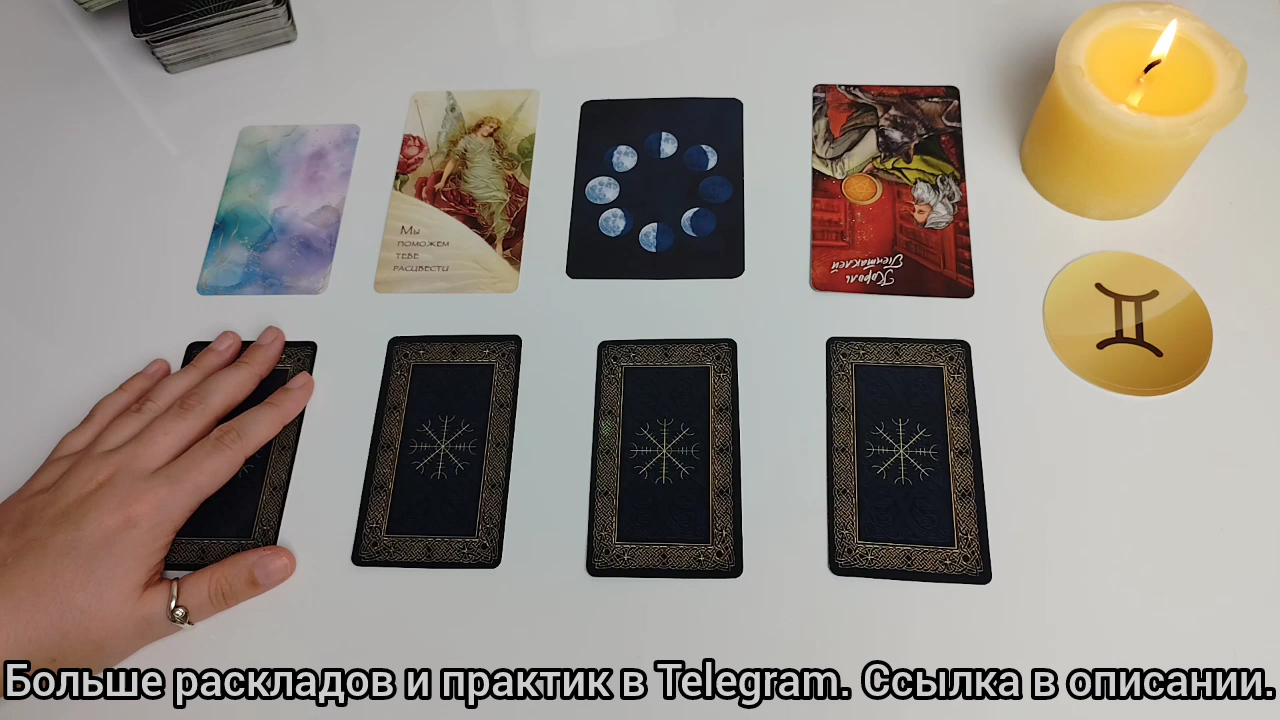 Мы
поможем
тебе
расцвести
Король
Пентаклей
Больше раскладов и практик в Telegram. Ссылка в описании.